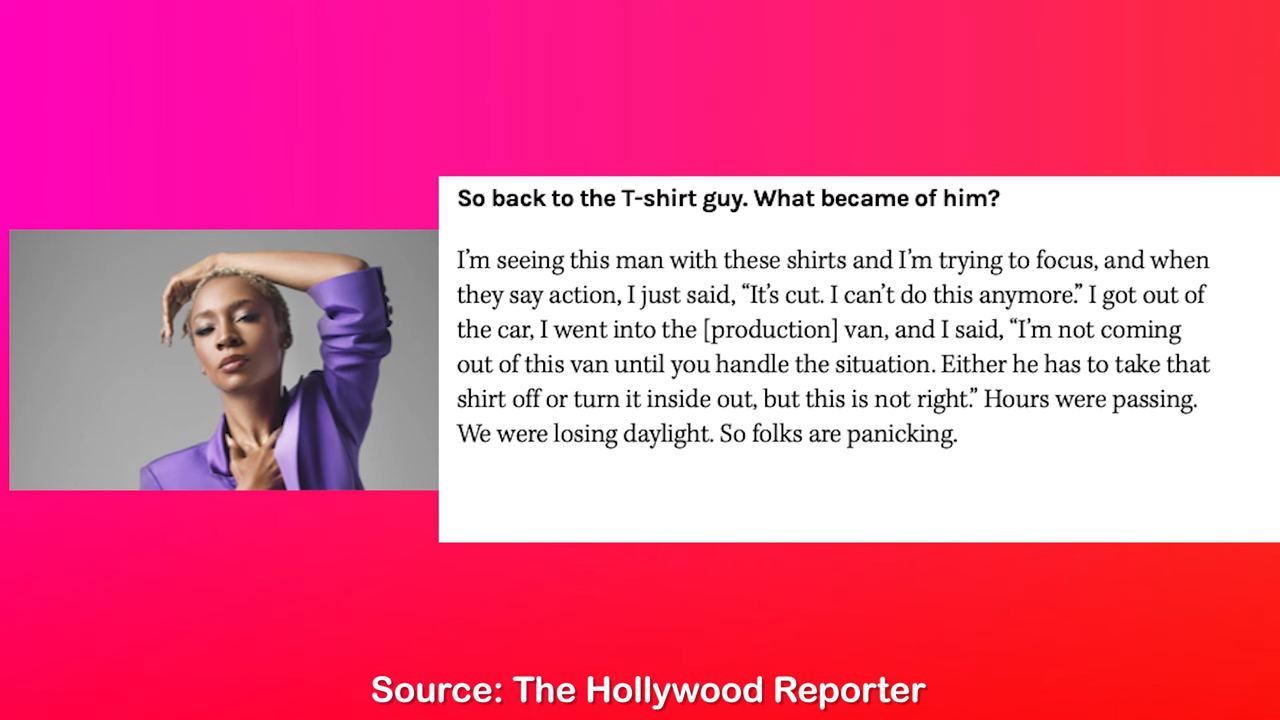 So back to the T-shirt guy. What became of him?
I’m seeing this man with these shirts and I’m trying to focus, and when
they say action, I just said, “It’s cut. I can’t do this anymore.” I got out of
the car, I went into the [production] van, and I said, “I’m not coming
out of this van until you handle the situation. Either he has to take that
shirt off or turn it inside out, but this is not right.” Hours were passing.
We were losing daylight. So folks are panicking.
Source: The Hollywood Reporter